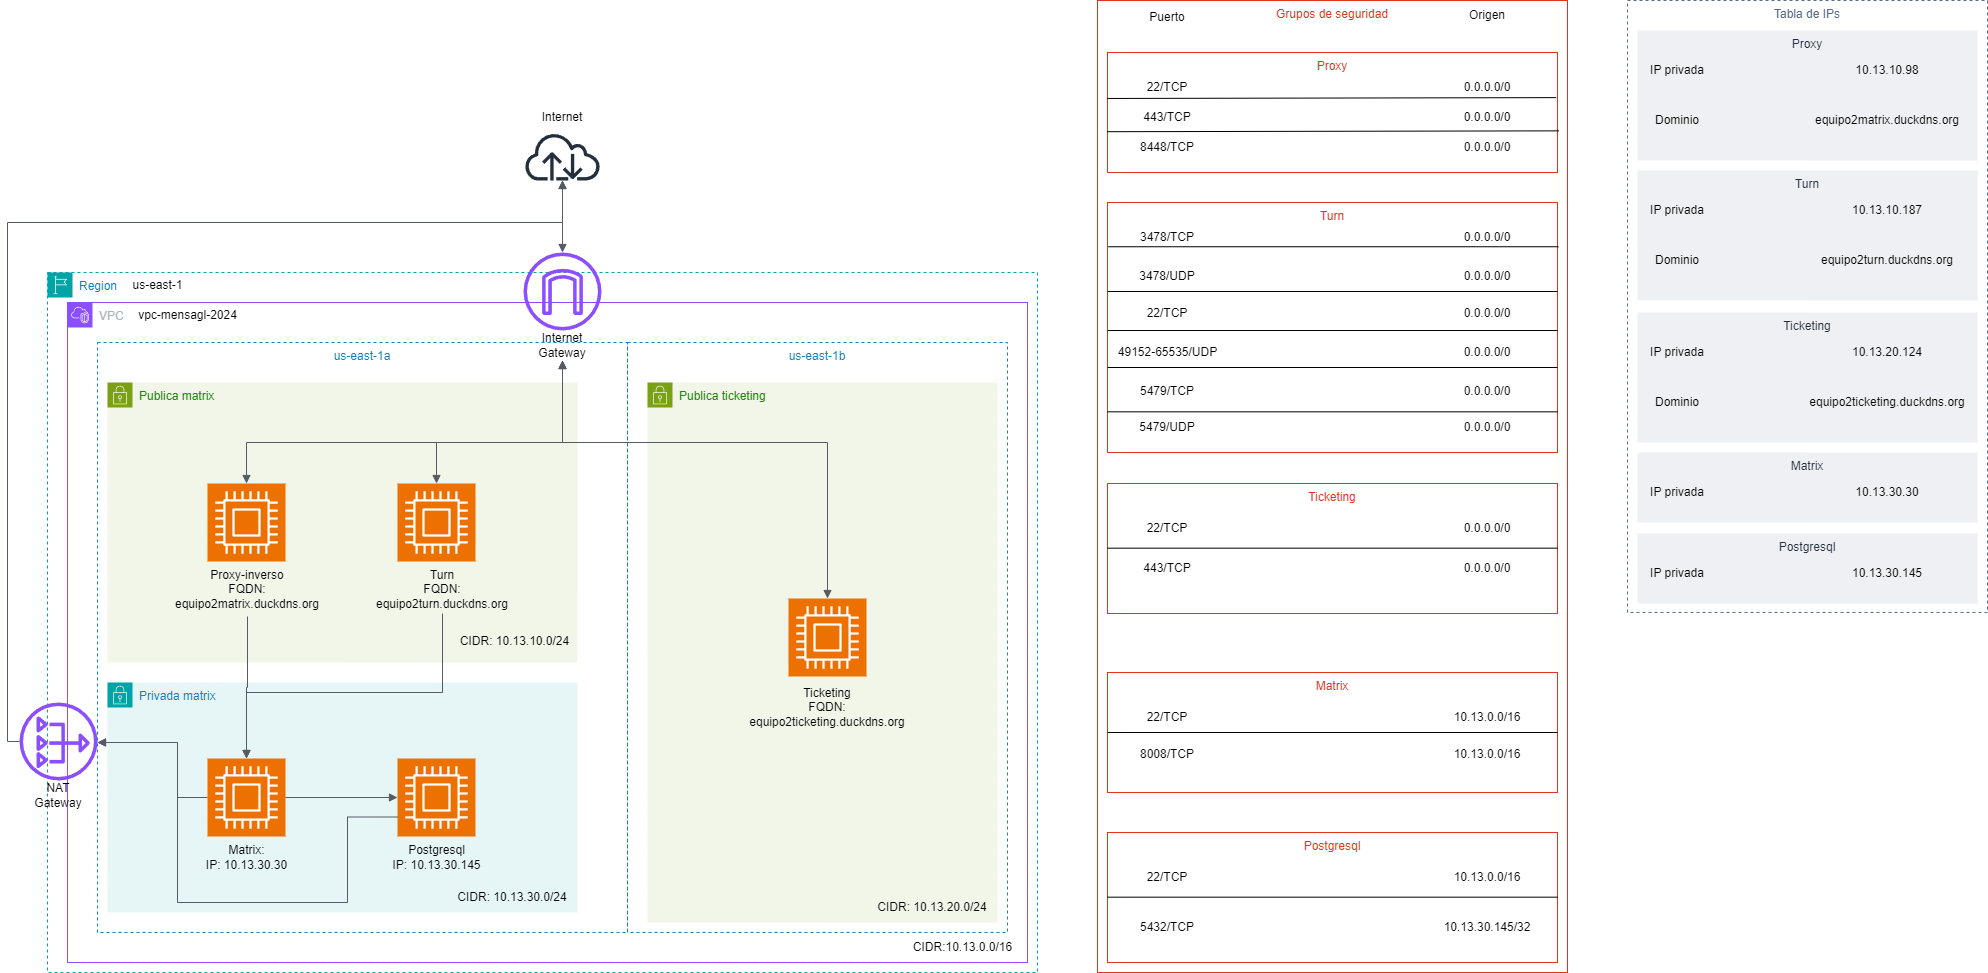 Internet
Region
us-east-1
VPC
vpc-mensagl-2024
Internet
Gateway
us-east-1a
us-east-1b
Publica matrix
Publica ticketing
Proxy-inverso
FQDN:
equipo2matrix.duckdns.org
Turn
FQDN:
equipo2turn.duckdns.org
CIDR: 10.13.10.0/24
Ticketing
FQDN:
equipo2ticketing.duckdns.org
Privada matrix
NAT
Gateway
Matrix:
IP: 10.13.30.30
Postgresql
IP: 10.13.30.145
CIDR: 10.13.30.0/24
CIDR: 10.13.20.0/24
CIDR:10.13.0.0/16
Puerto
Grupos de seguridad
Origen
Proxy
22/TCP
0.0.0.0/0
443/TCP
0.0.0.0/0
8448/TCP
0.0.0.0/0
Turn
3478/TCP
0.0.0.0/0
3478/UDP
0.0.0.0/0
22/TCP
0.0.0.0/0
49152-65535/UDP
0.0.0.0/0
5479/TCP
0.0.0.0/0
5479/UDP
0.0.0.0/0
Ticketing
22/TCP
0.0.0.0/0
443/TCP
0.0.0.0/0
Matrix
22/TCP
10.13.0.0/16
8008/TCP
10.13.0.0/16
Postgresql
22/TCP
10.13.0.0/16
5432/TCP
10.13.30.145/32
Tabla de IPs
Proxy
IP privada
10.13.10.98
Dominio
equipo2matrix.duckdns.org
Turn
IP privada
10.13.10.187
Dominio
equipo2turn.duckdns.org
Ticketing
IP privada
10.13.20.124
Dominio
equipo2ticketing.duckdns.org
Matrix
IP privada
10.13.30.30
Postgresql
IP privada
10.13.30.145